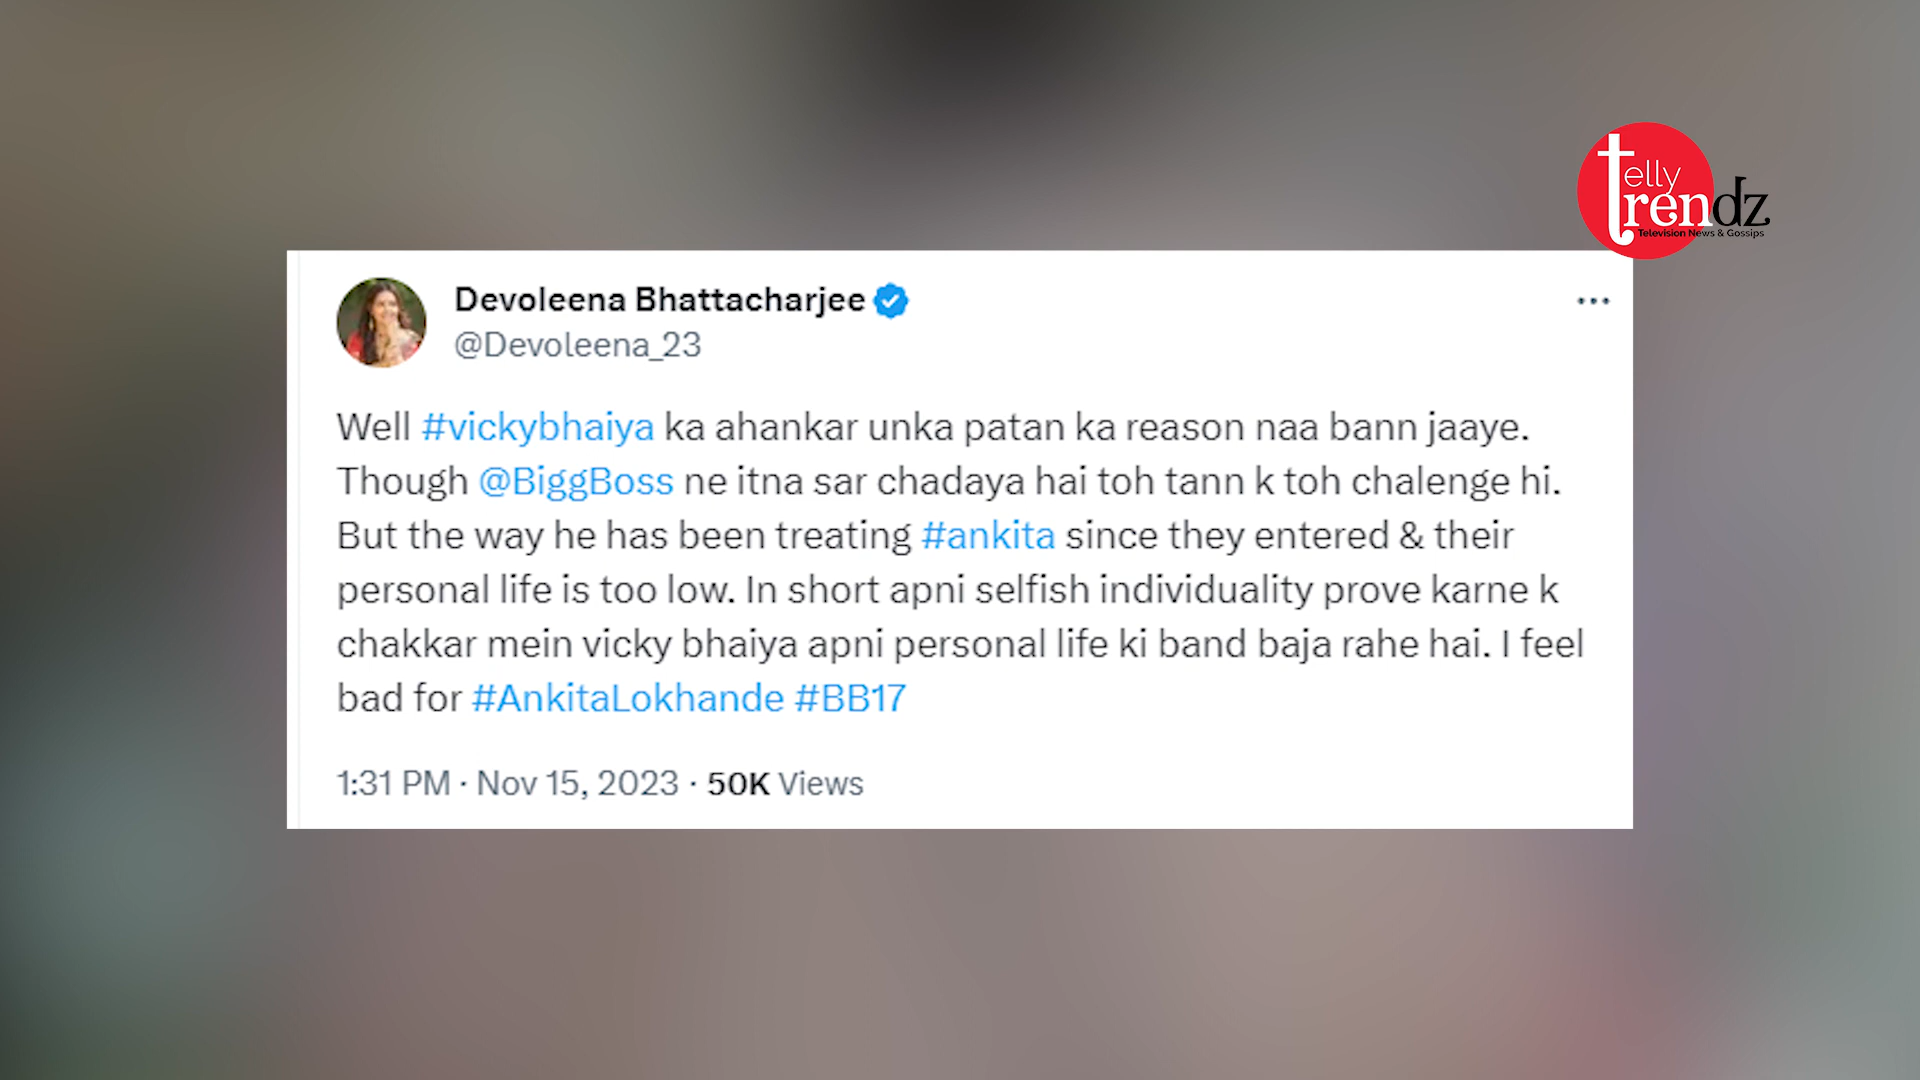 telly
trendz
Television News & Gossips
Devoleena Bhattacharjee
@Devoleena_23
Well #vickybhaiya ka ahankar unka patan ka reason naa bann jaaye.
Though @BiggBoss ne itna sar chadaya hai toh tann k toh chalenge hi.
But the way he has been treating #ankita since they entered & their
personal life is too low. In short apni selfish individuality prove karne k
chakkar mein vicky bhaiya apni personal life ki band baja rahe hai. I feel
bad for #AnkitaLokhande #BB17
1:31 PM · Nov 15, 2023 · 50K Views